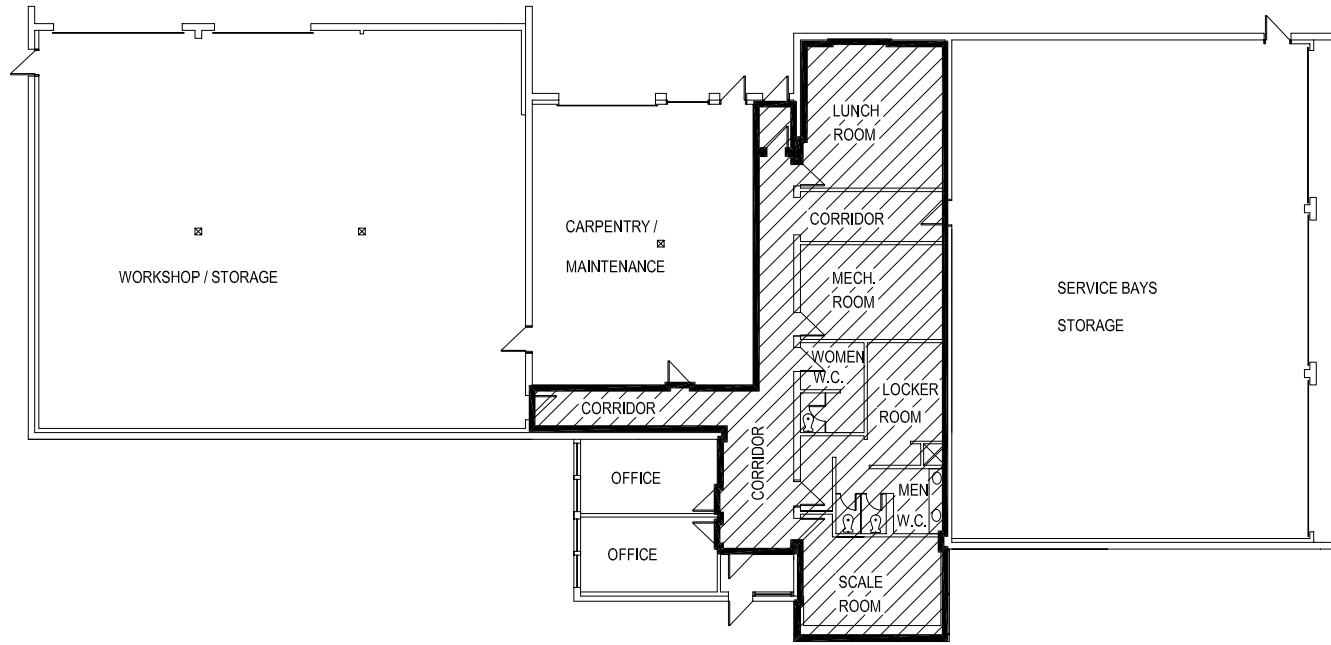 LUNCH
ROOM
CORRIDOR
CARPENTRY /
MAINTENANCE
WORKSHOP / STORAGE
MECH.
ROOM
SERVICE BAYS
STORAGE
WOMEN
W.C.
LOCKER
ROOM
CORRIDOR
CORRIDOR
OFFICE
MEN
W.C.
OFFICE
SCALE
ROOM